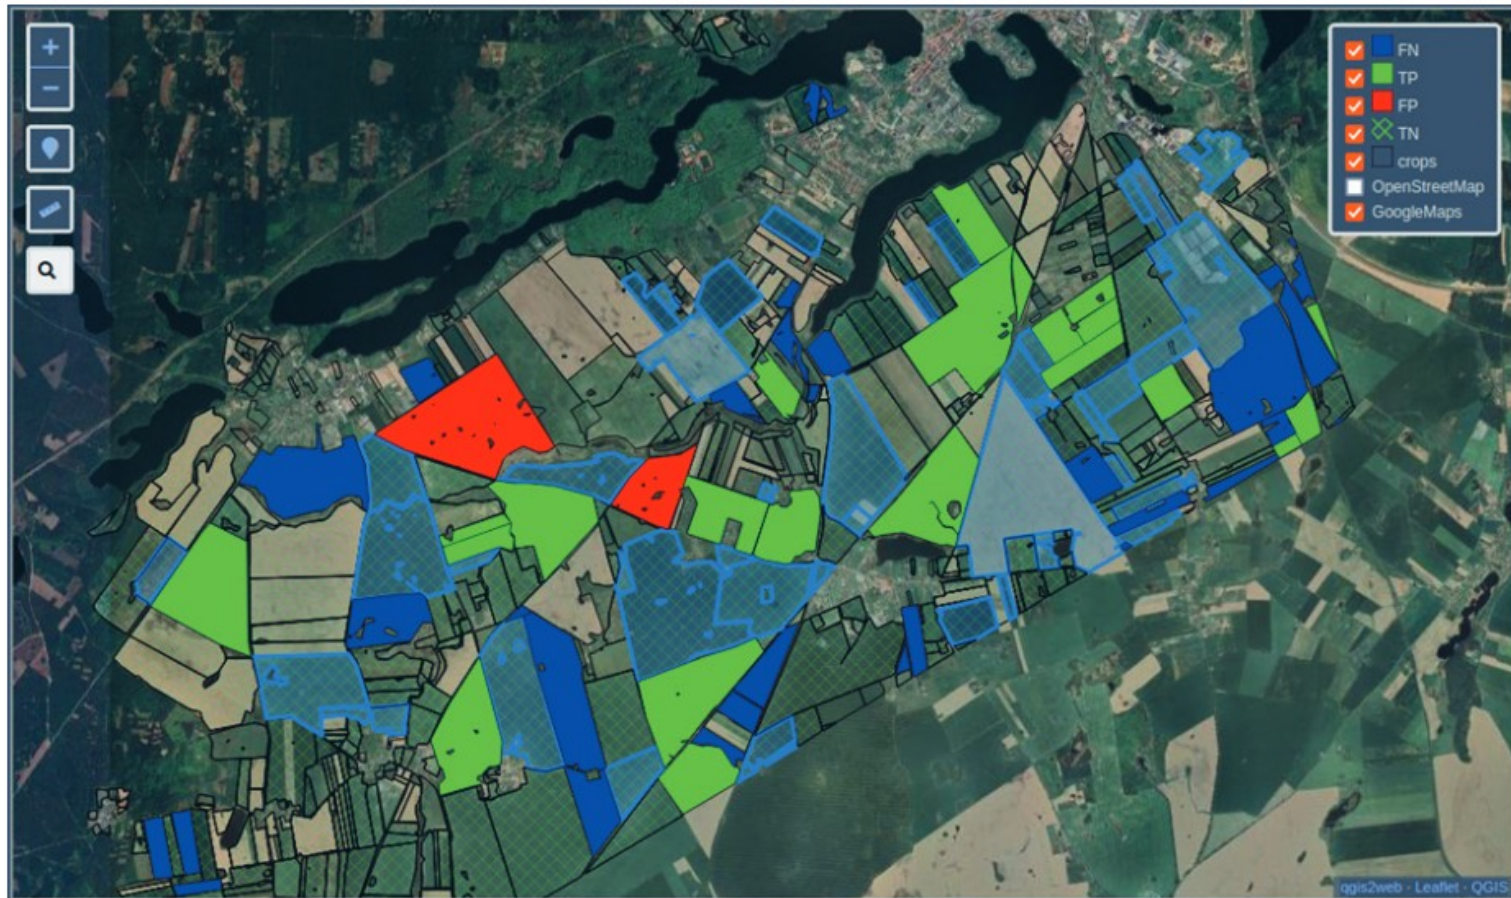 +
−
FN
TP
FP
TN
crops
OpenStreetMap
GoogleMaps
qgis2web · Leaflet · QGIS